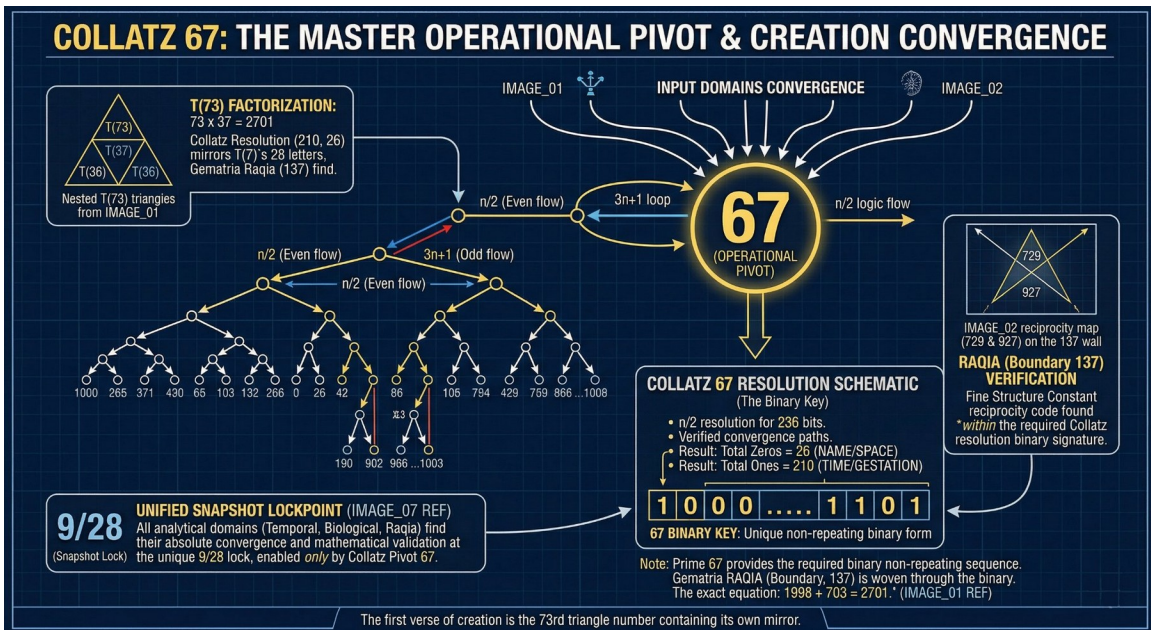 COLLATZ 67: THE MASTER OPERATIONAL PIVOT & CREATION CONVERGENCE
T(73)
T(37)
T(36)
T(36)
Nested T(73) triangles
from IMAGE_01
T(73) FACTORIZATION:
73 x 37 = 2701
Collatz Resolution (210, 26)
mirrors T(7)`s 28 letters,
Gematria Raqia (137) find.
IMAGE_01
INPUT DOMAINS CONVERGENCE
IMAGE_02
n/2 (Even flow)
3n+1 loop
67
(OPERATIONAL
PIVOT)
n/2 logic flow
n/2 (Even flow)
3n+1 (Odd flow)
n/2 (Even flow)
1000 265 371 430 65 103 132 266 0 26 42 86 105 794 429 769 866 ...1008
190 902 966 ...1003
729
927
IMAGE_02 reciprocity map
(729 & 927) on the 137 wall
RAQIA (Boundary 137)
VERIFICATION
Fine Structure Constant
reciprocity code found
*within the required Collatz
resolution binary signature.
COLLATZ 67 RESOLUTION SCHEMATIC
(The Binary Key)
• n/2 resolution for 236 bits.
• Verified convergence paths.
• Result: Total Zeros = 26 (NAME/SPACE)
• Result: Total Ones = 210 (TIME/GESTATION)
1 0 0 0 ..... 1 1 0 1
67 BINARY KEY: Unique non-repeating binary form
9/28
(Snapshot Lock)
UNIFIED SNAPSHOT LOCKPOINT (IMAGE_07 REF)
All analytical domains (Temporal, Biological, Raqia) find
their absolute convergence and mathematical validation at
the unique 9/28 lock, enabled only by Collatz Pivot 67.
Note: Prime 67 provides the required binary non-repeating sequence.
Gematria RAQIA (Boundary, 137) is woven through the binary.
The exact equation: 1998 + 703 = 2701.* (IMAGE_01 REF)
The first verse of creation is the 73rd triangle number containing its own mirror.